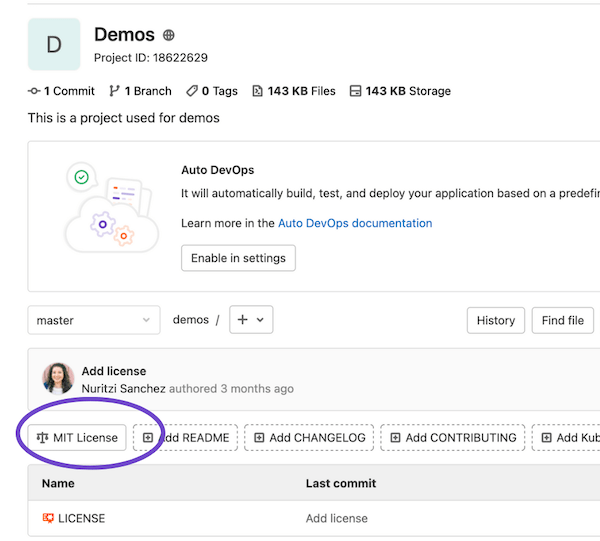 D
Demos
Project ID: 18622629
1 Commit 1 Branch 0 Tags 143 KB Files 143 KB Storage
This is a project used for demos
Auto DevOps
It will automatically build, test, and deploy your application based on a predefi
Learn more in the Auto DevOps documentation
Enable in settings
master demos / + History Find file
Add license
Nuritzi Sanchez authored 3 months ago
MIT License Add README Add CHANGELOG Add CONTRIBUTING Add Kub
Name Last commit
LICENSE Add license